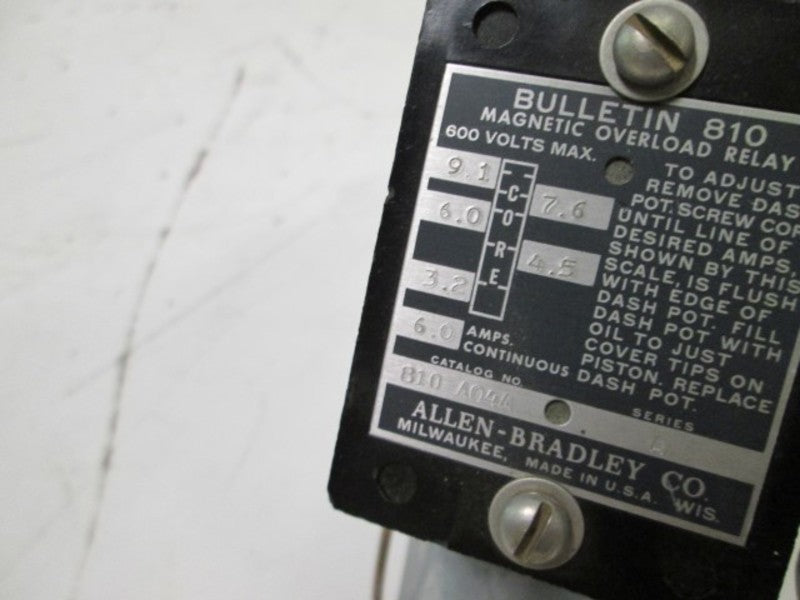 BULLETIN 810
MAGNETIC OVERLOAD RELAY
600 VOLTS MAX.
9.1
6.0
3.2
CORE
7.6
4.5
TO ADJUST
REMOVE DASH
POT. SCREW COR
UNTIL LINE OF
DESIRED AMPS.
SHOWN BY THIS
SCALE, IS FLUSH
WITH EDGE OF
DASH POT. FILL
DASH POT WITH
OIL TO JUST
COVER TIPS ON
PISTON. REPLACE
DASH POT.
6.0 AMPS.
CONTINUOUS
CATALOG NO.
810 A04A
SERIES
A
ALLEN-BRADLEY CO.
MILWAUKEE, MADE IN U.S.A. WIS.